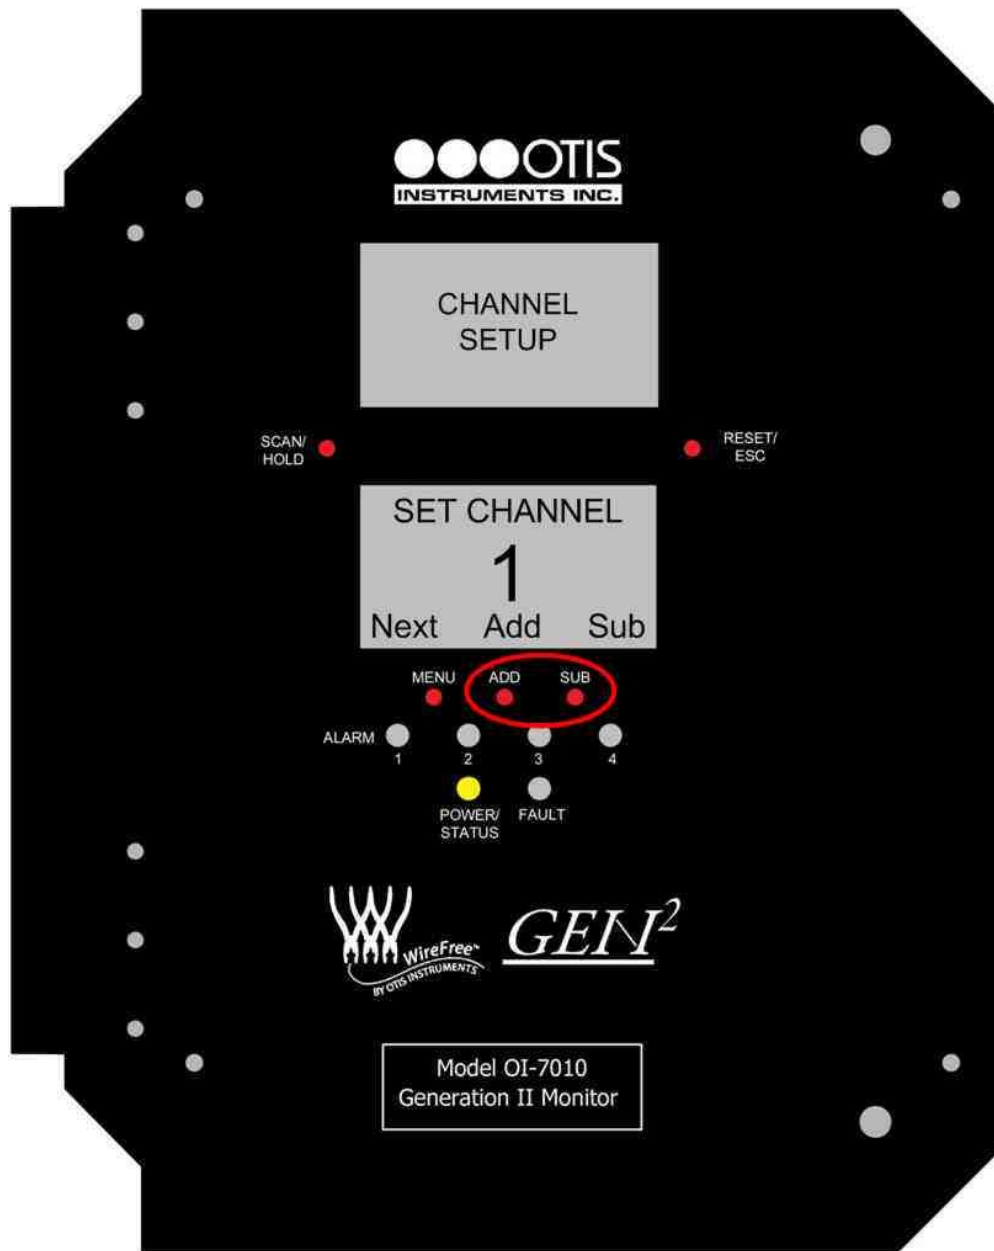 OTIS
INSTRUMENTS INC.
CHANNEL
SETUP
SCAN/
HOLD
RESET/
ESC
SET CHANNEL
1
Next Add Sub
MENU ADD SUB
ALARM
1 2 3 4
POWER/
STATUS
FAULT
WireFree™
BY OTIS INSTRUMENTS
GEN²
Model OI-7010
Generation II Monitor